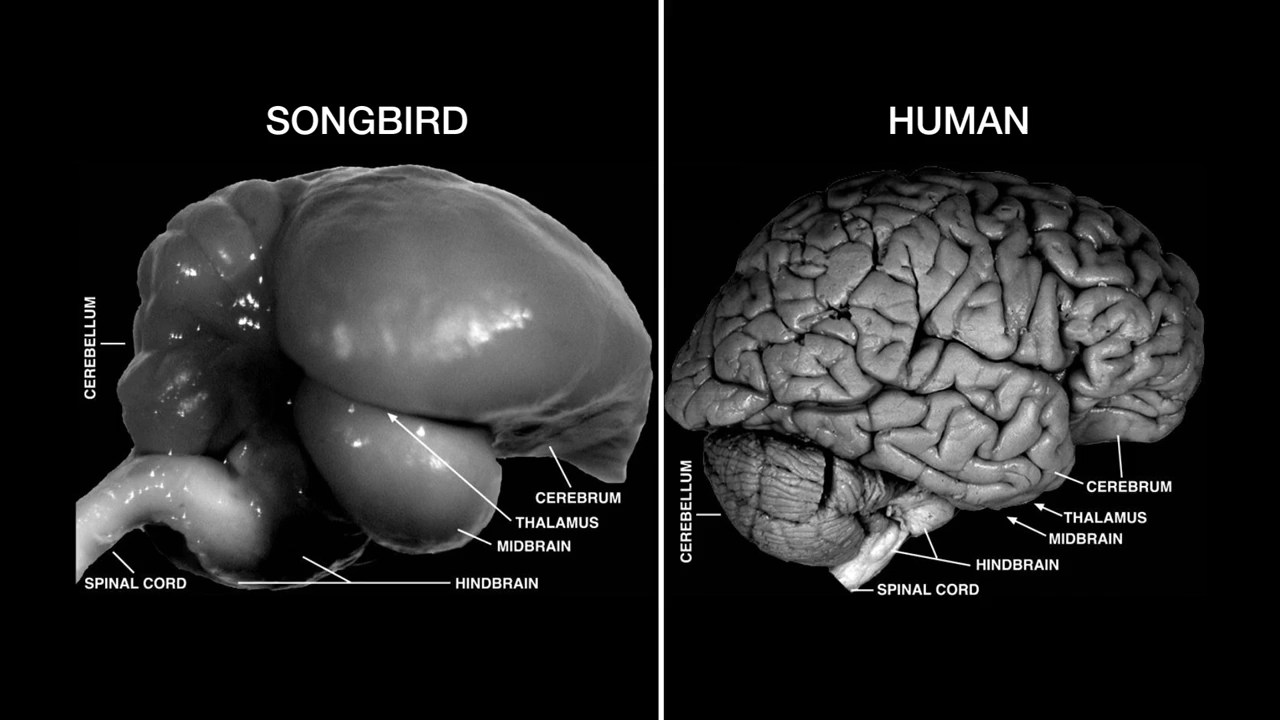 SONGBIRD
CEREBELLUM
CEREBRUM
THALAMUS
MIDBRAIN
SPINAL CORD
HINDBRAIN
HUMAN
CEREBELLUM
CEREBRUM
THALAMUS
MIDBRAIN
HINDBRAIN
SPINAL CORD